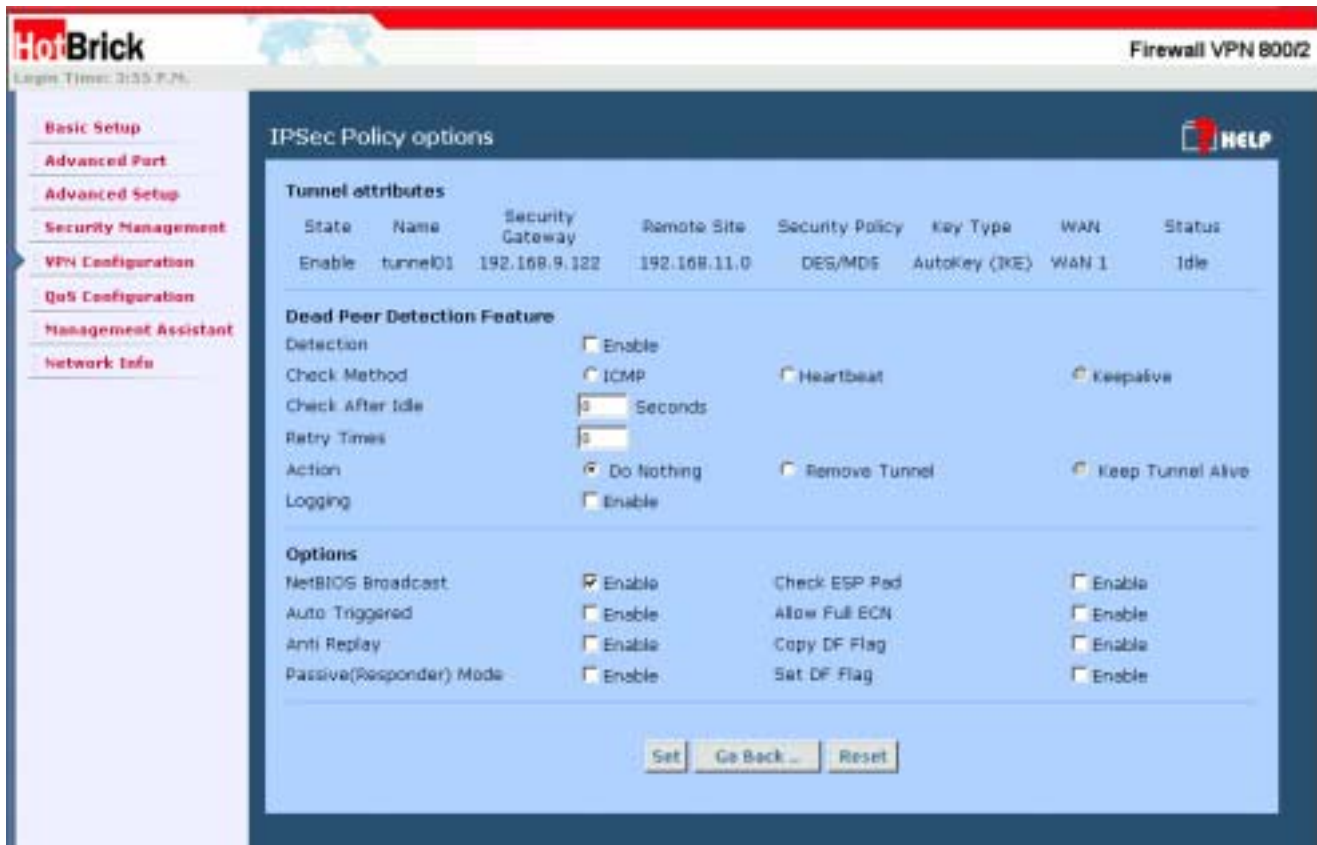 HotBrick
Firewall VPN 800/2
Login Time: 3:55 P.M.
Basic Setup
Advanced Port
Advanced Setup
Security Management
VPN Configuration
QoS Configuration
Management Assistant
Network Info
IPSec Policy options
HELP
Tunnel attributes
State Name Security Gateway Remote Site Security Policy Key Type WAN Status
Enable tunnel01 192.168.9.122 192.168.11.0 DES/MD5 AutoKey (IKE) WAN 1 Idle
Dead Peer Detection Feature
Detection Enable
Check Method ICMP Heartbeat Keepalive
Check After Idle 0 Seconds
Retry Times 0
Action Do Nothing Remove Tunnel Keep Tunnel Alive
Logging Enable
Options
NetBIOS Broadcast Enable Check ESP Pad Enable
Auto Triggered Enable Allow Full ECN Enable
Anti Replay Enable Copy DF Flag Enable
Passive(Responder) Mode Enable Set DF Flag Enable
Set Go Back ... Reset